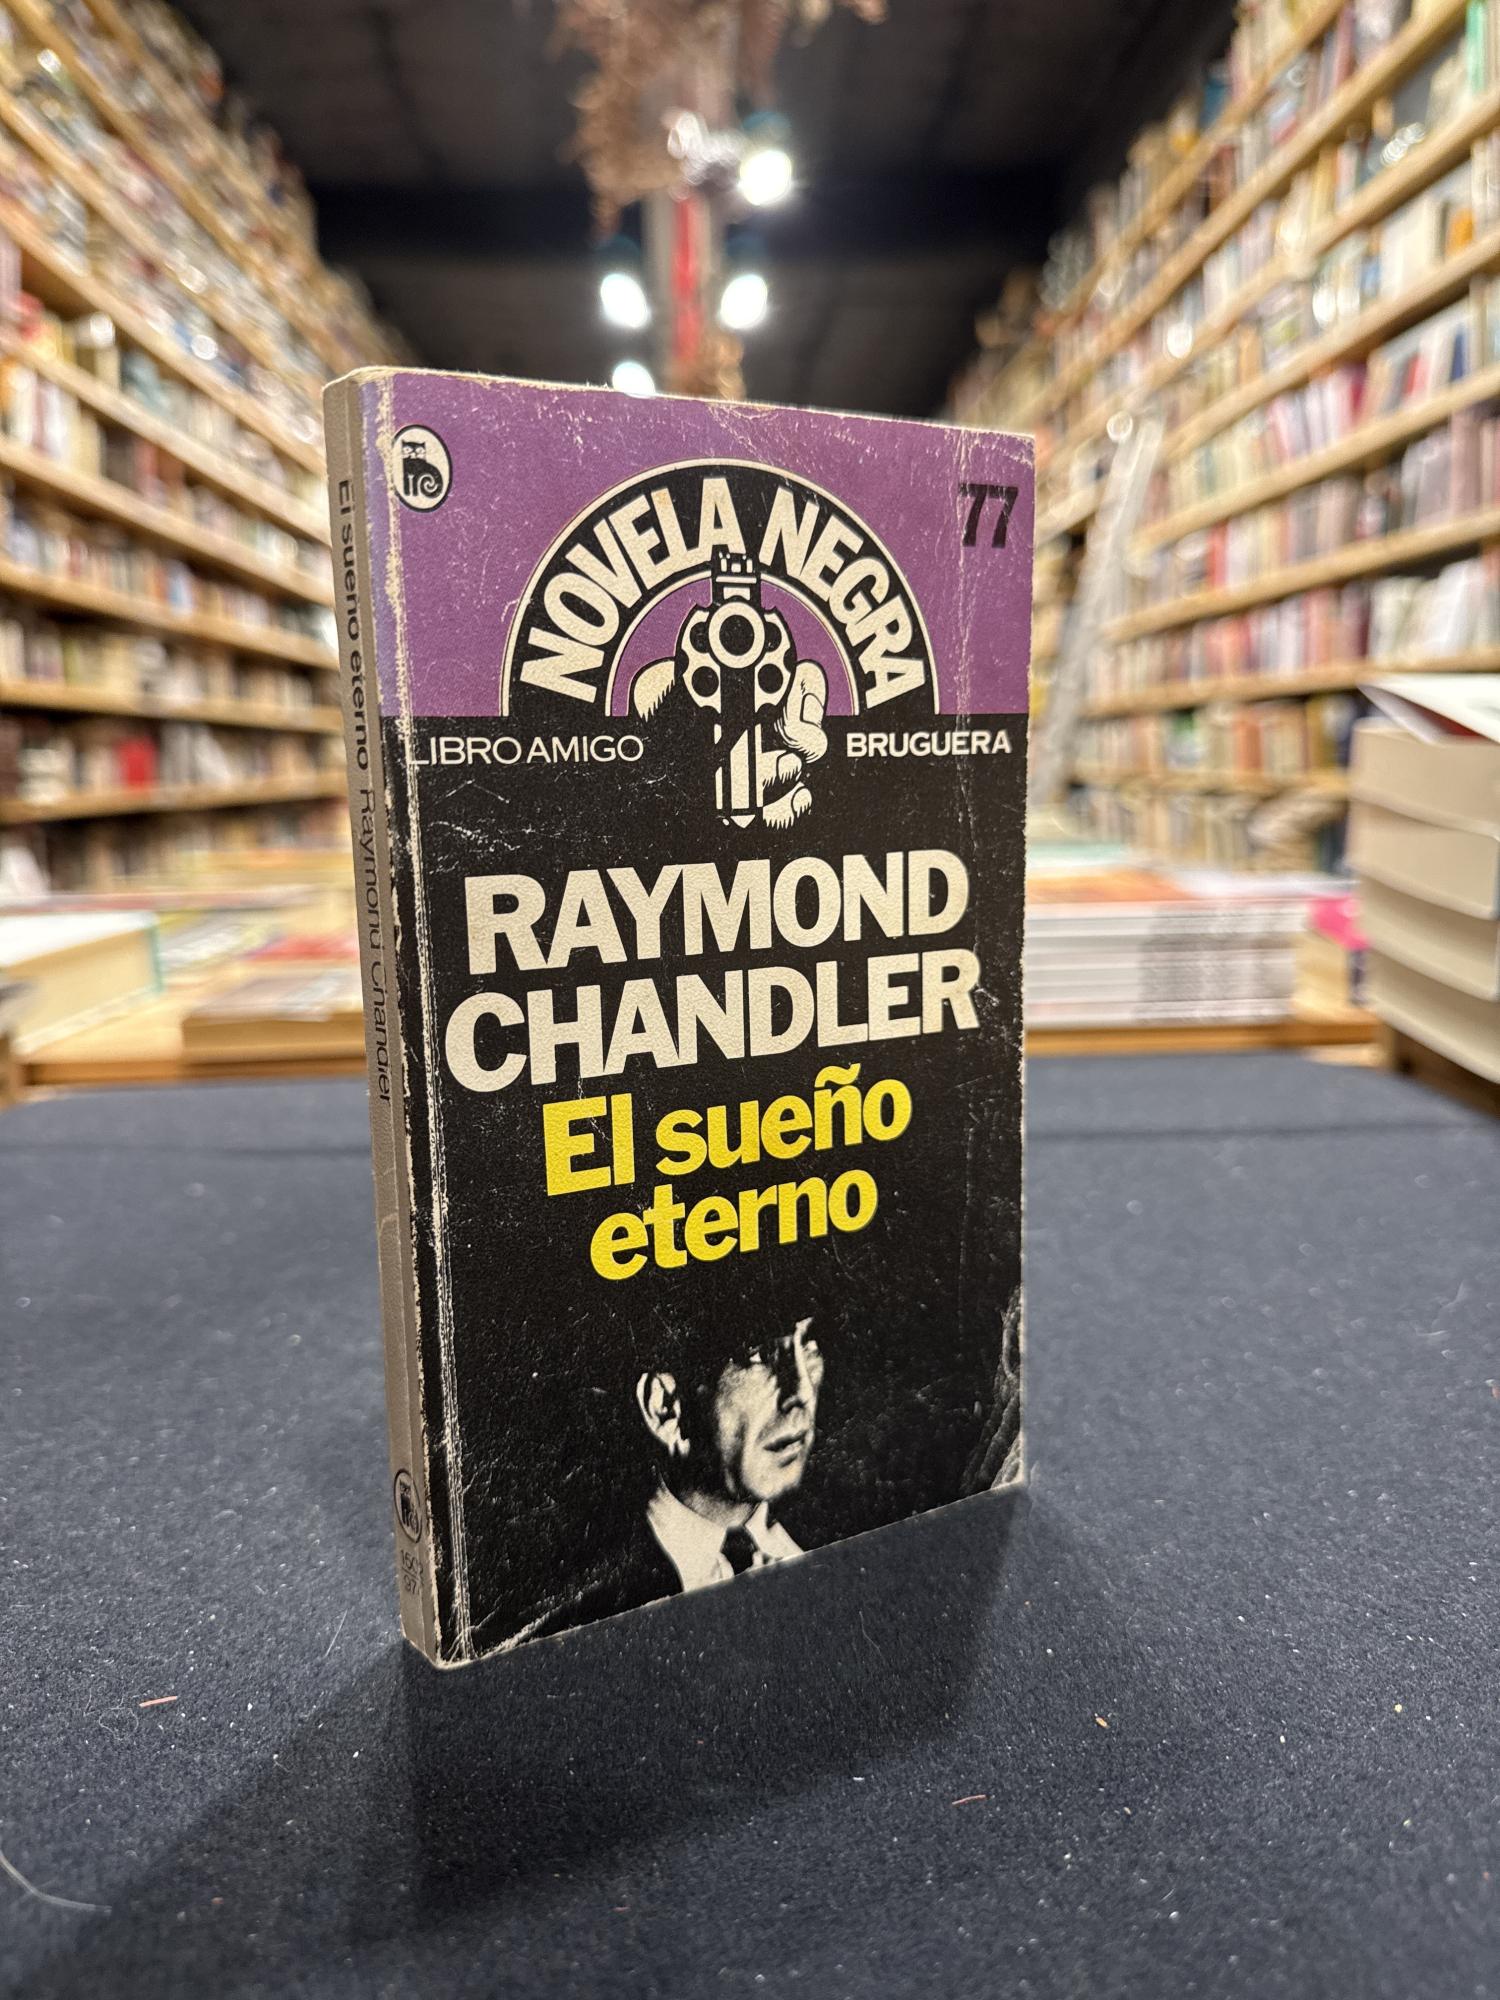 NOVELA NEGRA
77
LIBRO AMIGO
BRUGUERA
RAYMOND
CHANDLER
El sueño
eterno
El sueño eterno Raymond Chandler